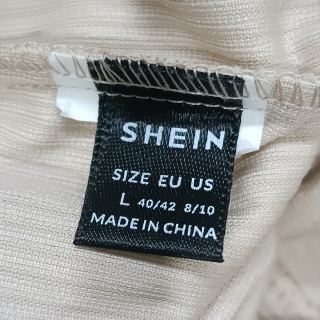 SHEIN
SIZE EU US
L 40/42 8/10
MADE IN CHINA